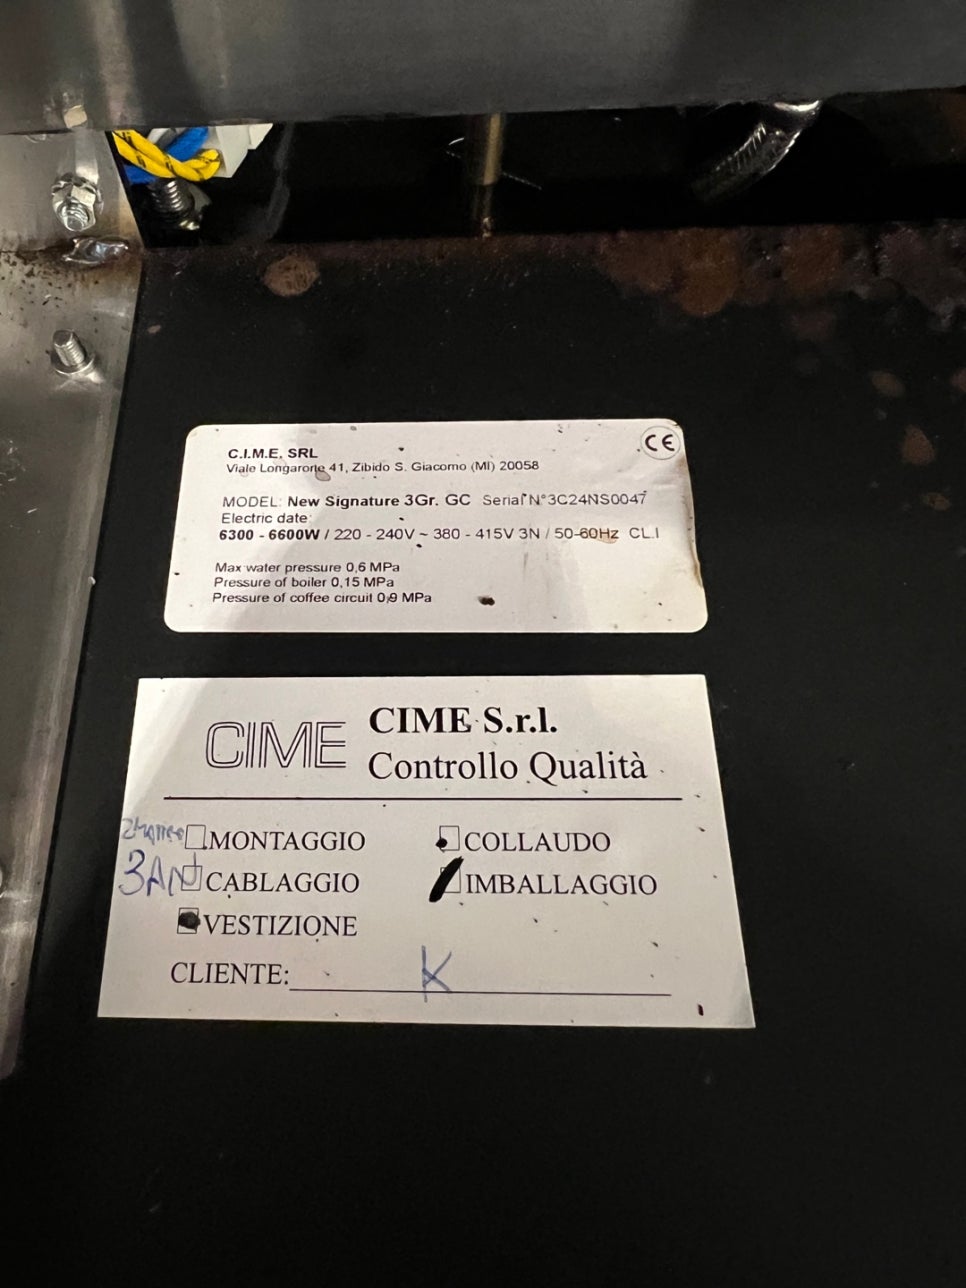 C.I.M.E. SRL
Viale Longarone 41, Zibido S. Giacomo (MI) 20058
CE
MODEL: New Signature 3Gr. GC Serial N°3C24NS0047
Electric date:
6300 - 6600W / 220 - 240V ~ 380 - 415V 3N / 50-60Hz CL.I
Max water pressure 0,6 MPa
Pressure of boiler 0,15 MPa
Pressure of coffee circuit 0,9 MPa
CIME
CIME S.r.l.
Controllo Qualità
MONTAGGIO
COLLAUDO
CABLAGGIO
IMBALLAGGIO
VESTIZIONE
CLIENTE: K